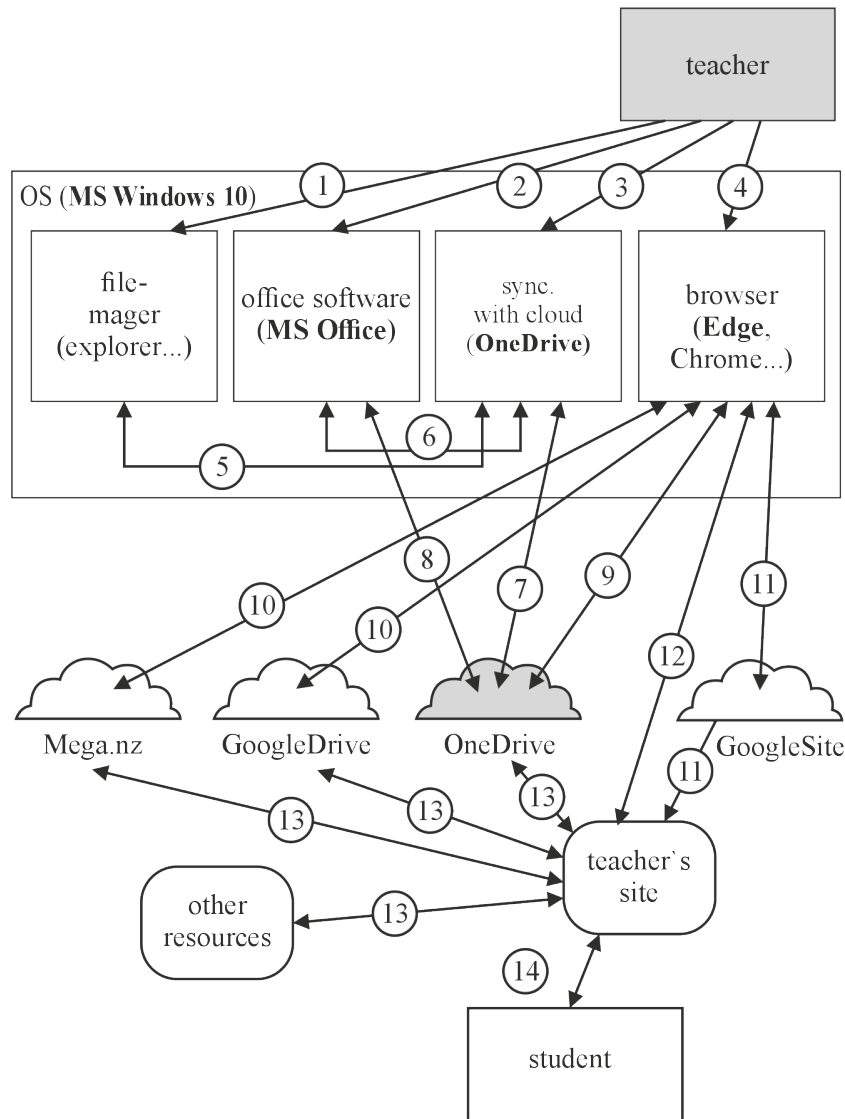 teacher
1
2
3
4
OS (MS Windows 10)
file-
mager
(explorer...)
office software
(MS Office)
sync.
with cloud
(OneDrive)
browser
(Edge,
Chrome...)
6
5
8
7
9
11
10
10
12
Mega.nz
GoogleDrive
OneDrive
GoogleSite
11
13
13
13
teacher`s
site
other
resources
13
14
student